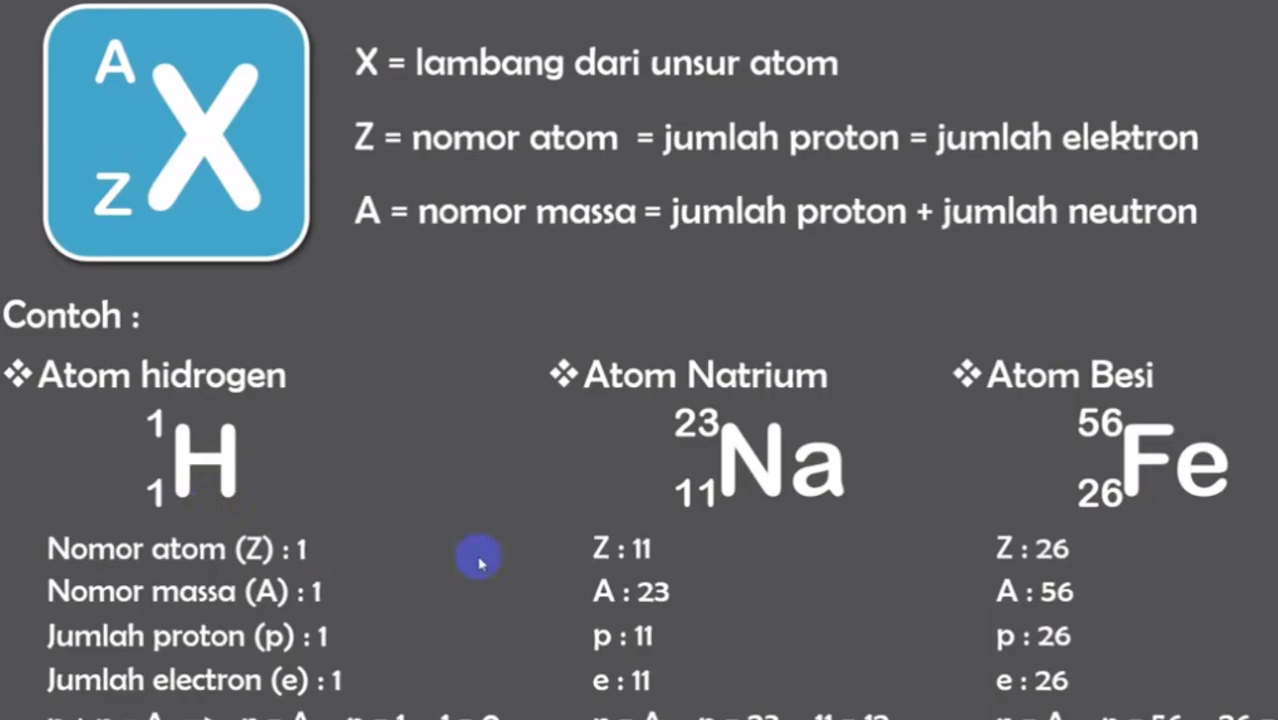 A
X
Z
X = lambang dari unsur atom
Z = nomor atom = jumlah proton = jumlah elektron
A = nomor massa = jumlah proton + jumlah neutron
Contoh :
❖ Atom hidrogen
1
H
1
Nomor atom (Z) : 1
Nomor massa (A) : 1
Jumlah proton (p) : 1
Jumlah electron (e) : 1
❖ Atom Natrium
23
Na
11
Z : 11
A : 23
p : 11
e : 11
❖ Atom Besi
56
Fe
26
Z : 26
A : 56
p : 26
e : 26